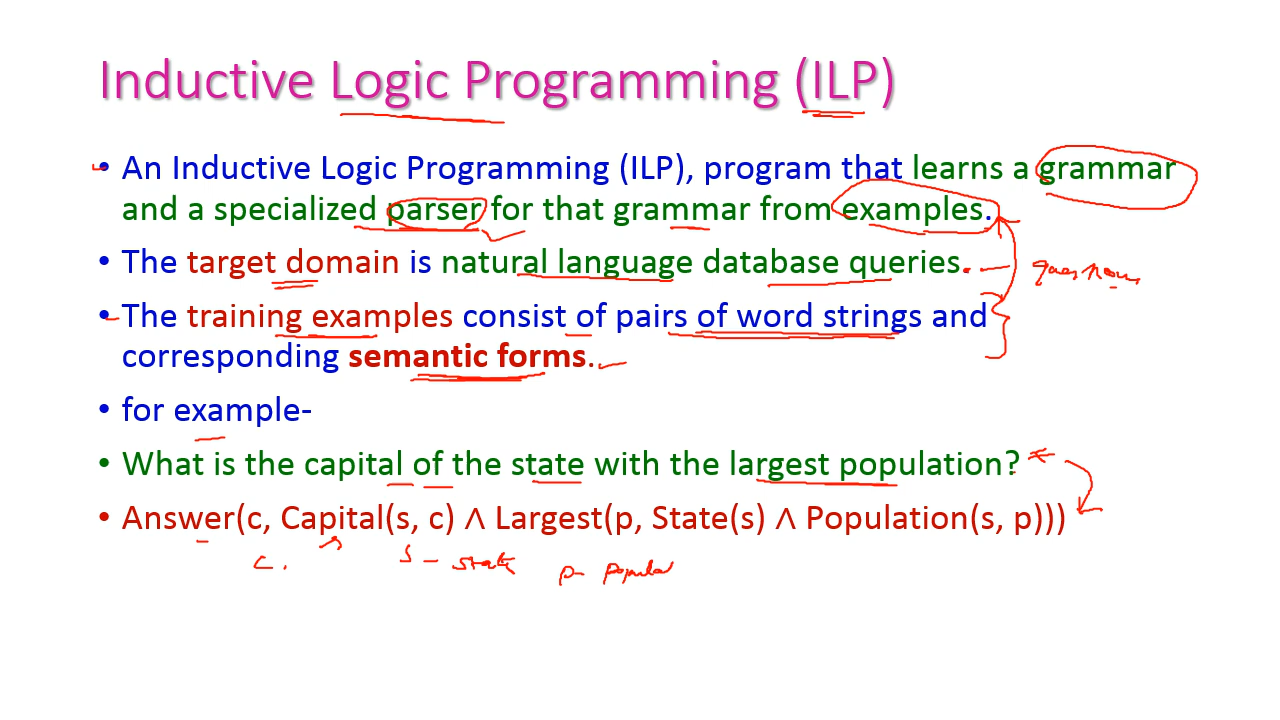 Inductive Logic Programming (ILP)
• An Inductive Logic Programming (ILP), program that learns a grammar
and a specialized parser for that grammar from examples.
• The target domain is natural language database queries.
questions
• The training examples consist of pairs of word strings and
corresponding semantic forms.
• for example-
• What is the capital of the state with the largest population?
• Answer(c, Capital(s, c) ∧ Largest(p, State(s) ∧ Population(s, p)))
c. s - state p - popular